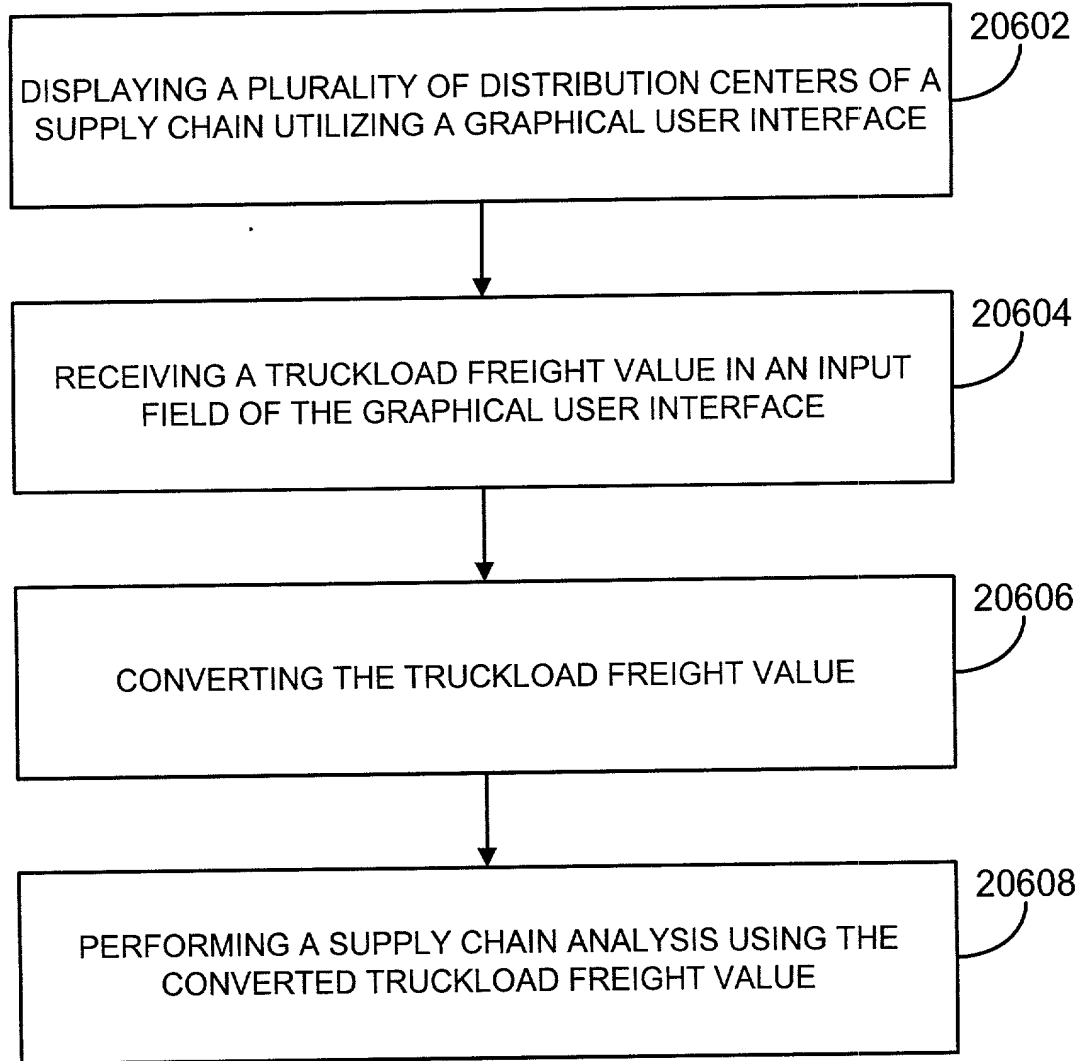 20602
DISPLAYING A PLURALITY OF DISTRIBUTION CENTERS OF A
SUPPLY CHAIN UTILIZING A GRAPHICAL USER INTERFACE
20604
RECEIVING A TRUCKLOAD FREIGHT VALUE IN AN INPUT
FIELD OF THE GRAPHICAL USER INTERFACE
20606
CONVERTING THE TRUCKLOAD FREIGHT VALUE
20608
PERFORMING A SUPPLY CHAIN ANALYSIS USING THE
CONVERTED TRUCKLOAD FREIGHT VALUE